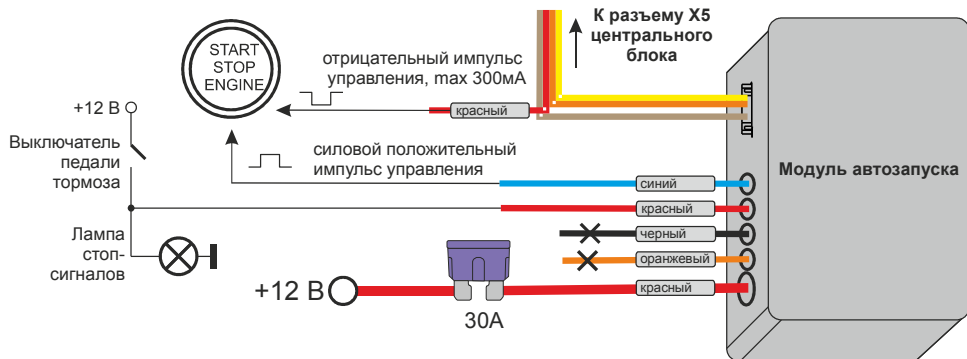 START
STOP
ENGINE
отрицательный импульс
управления, max 300мА
К разъему X5
центрального
блока
красный
+12 В
Выключатель
педали
тормоза
силовой положительный
импульс управления
Модуль автозапуска
синий
красный
черный
оранжевый
красный
Лампа
стоп-
сигналов
+12 В
30А